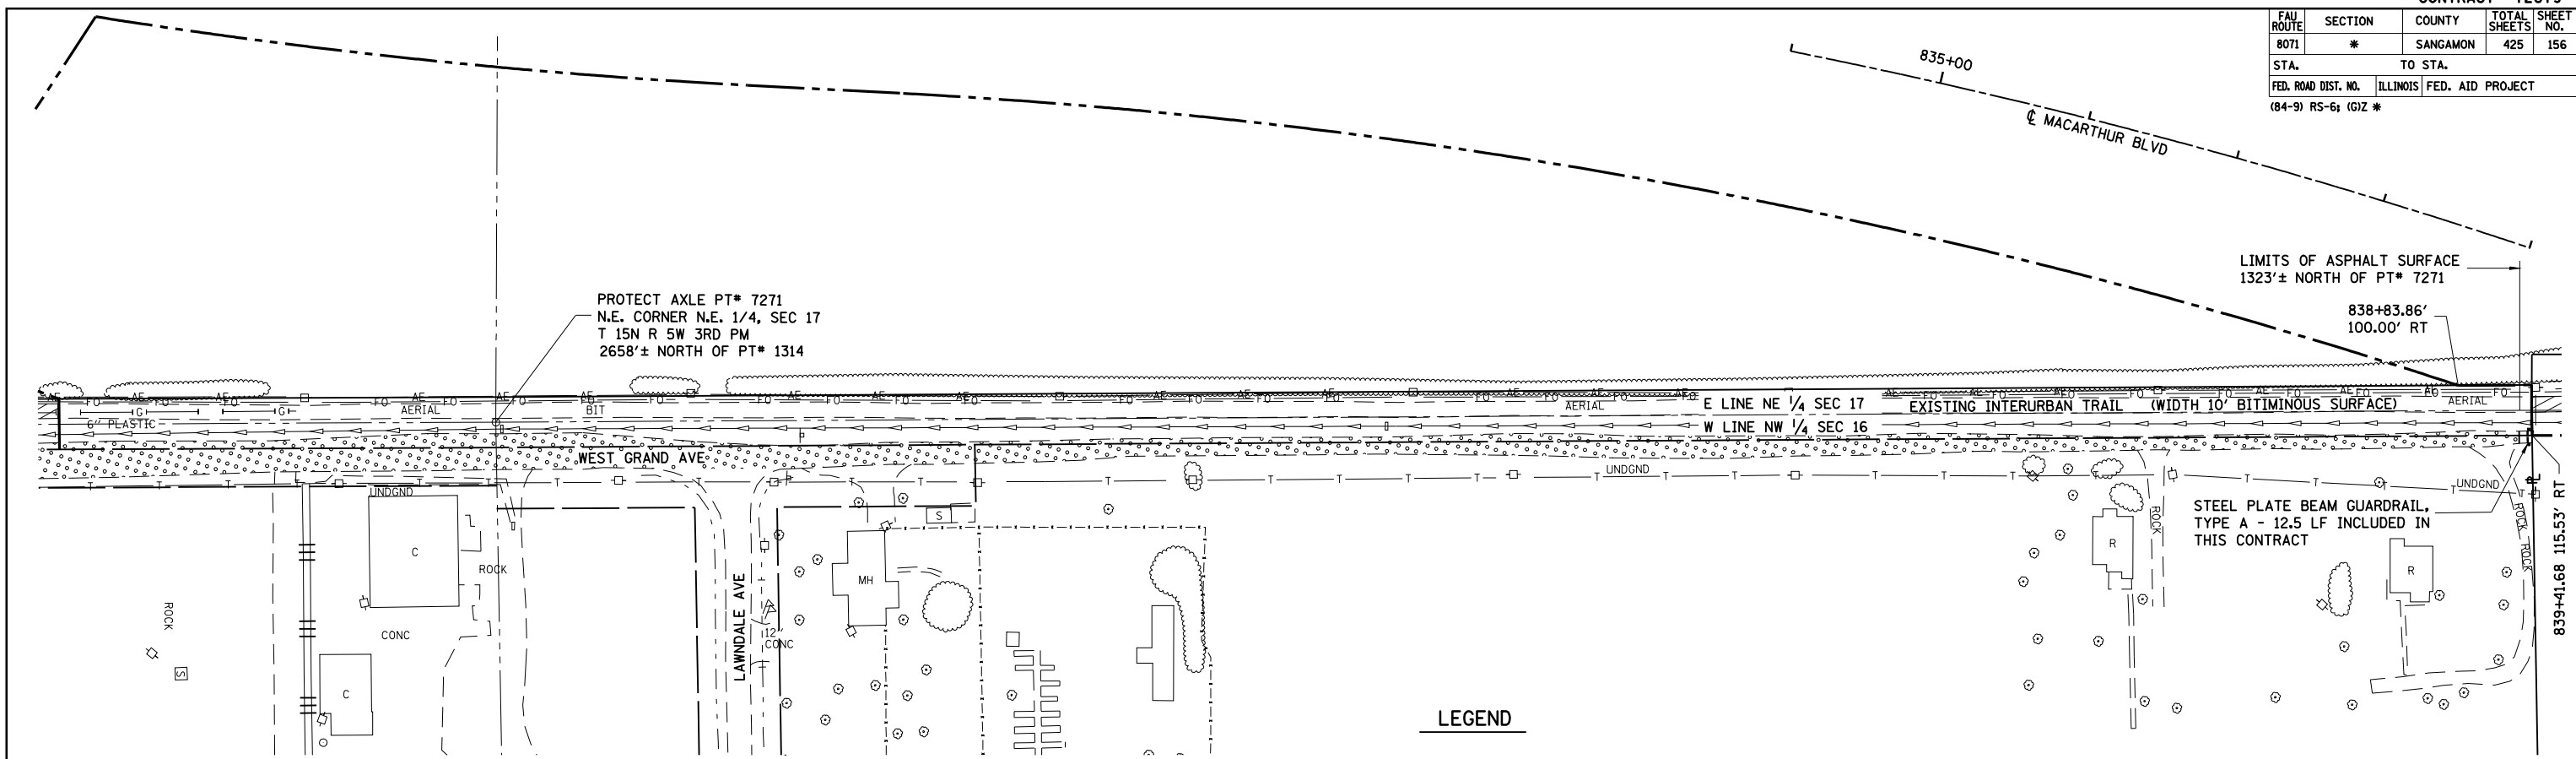 FAU ROUTE SECTION COUNTY TOTAL SHEETS SHEET NO.
8071 * SANGAMON 425 156
STA. TO STA.
FED. ROAD DIST. NO. ILLINOIS FED. AID PROJECT
(84-9) RS-6; (G)Z *
835+00
℄ MACARTHUR BLVD
LIMITS OF ASPHALT SURFACE
1323'± NORTH OF PT# 7271
838+83.86'
100.00' RT
PROTECT AXLE PT# 7271
N.E. CORNER N.E. 1/4, SEC 17
T 15N R 5W 3RD PM
2658'± NORTH OF PT# 1314
AERIAL
BIT
AERIAL
E LINE NE 1/4 SEC 17
EXISTING INTERURBAN TRAIL (WIDTH 10' BITIMINOUS SURFACE)
AERIAL
6" PLASTIC
W LINE NW 1/4 SEC 16
WEST GRAND AVE
UNDGND
UNDGND
UNDGND
STEEL PLATE BEAM GUARDRAIL,
TYPE A - 12.5 LF INCLUDED IN
THIS CONTRACT
839+41.68 115.53' RT
ROCK
ROCK
ROCK
ROCK
ROCK
C
S
MH
R
R
LAWNDALE AVE
12"
CONC
CONC
S
C
LEGEND